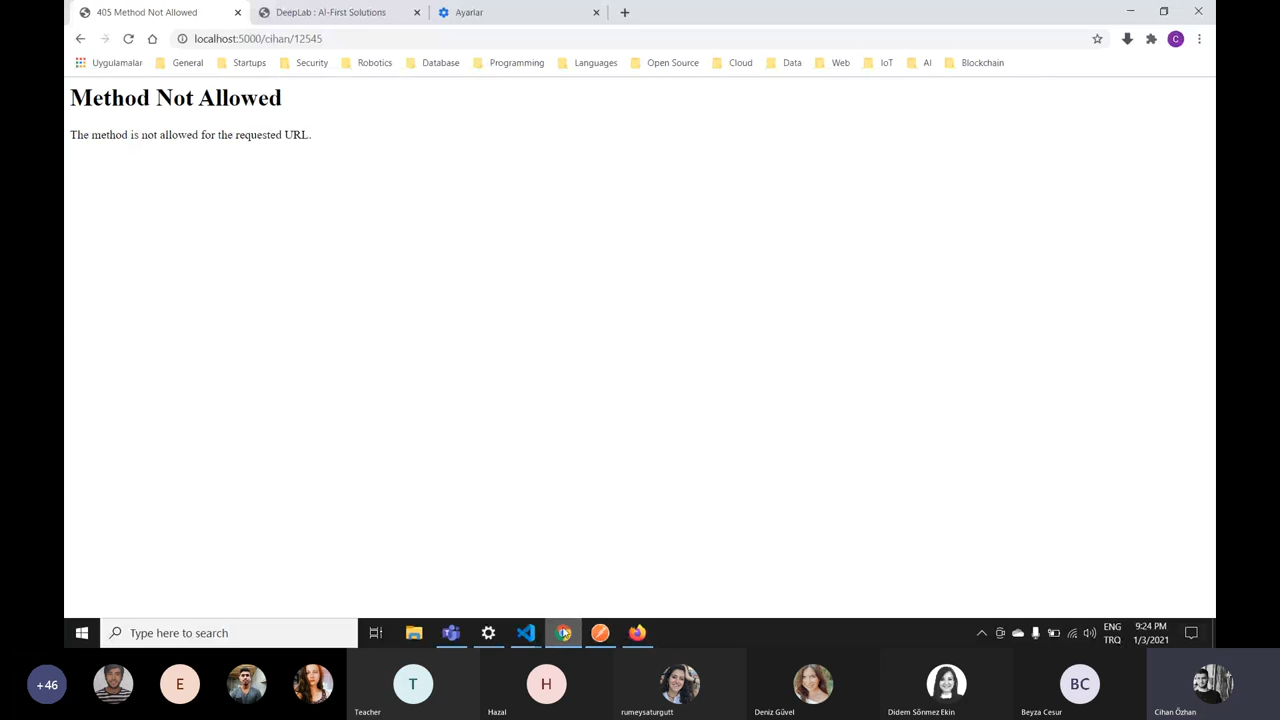 405 Method Not Allowed
DeepLab : AI-First Solutions
Ayarlar
localhost:5000/cihan/12545
C
Uygulamalar
General
Startups
Security
Robotics
Database
Programming
Languages
Open Source
Cloud
Data
Web
IoT
AI
Blockchain
Method Not Allowed
The method is not allowed for the requested URL.
Type here to search
ENG
TRQ
9:24 PM
1/3/2021
+46
E
T
Teacher
H
Hazal
rumeysaturgutt
Deniz Güvel
Didem Sönmez Ekin
BC
Beyza Cesur
Cihan Özhan